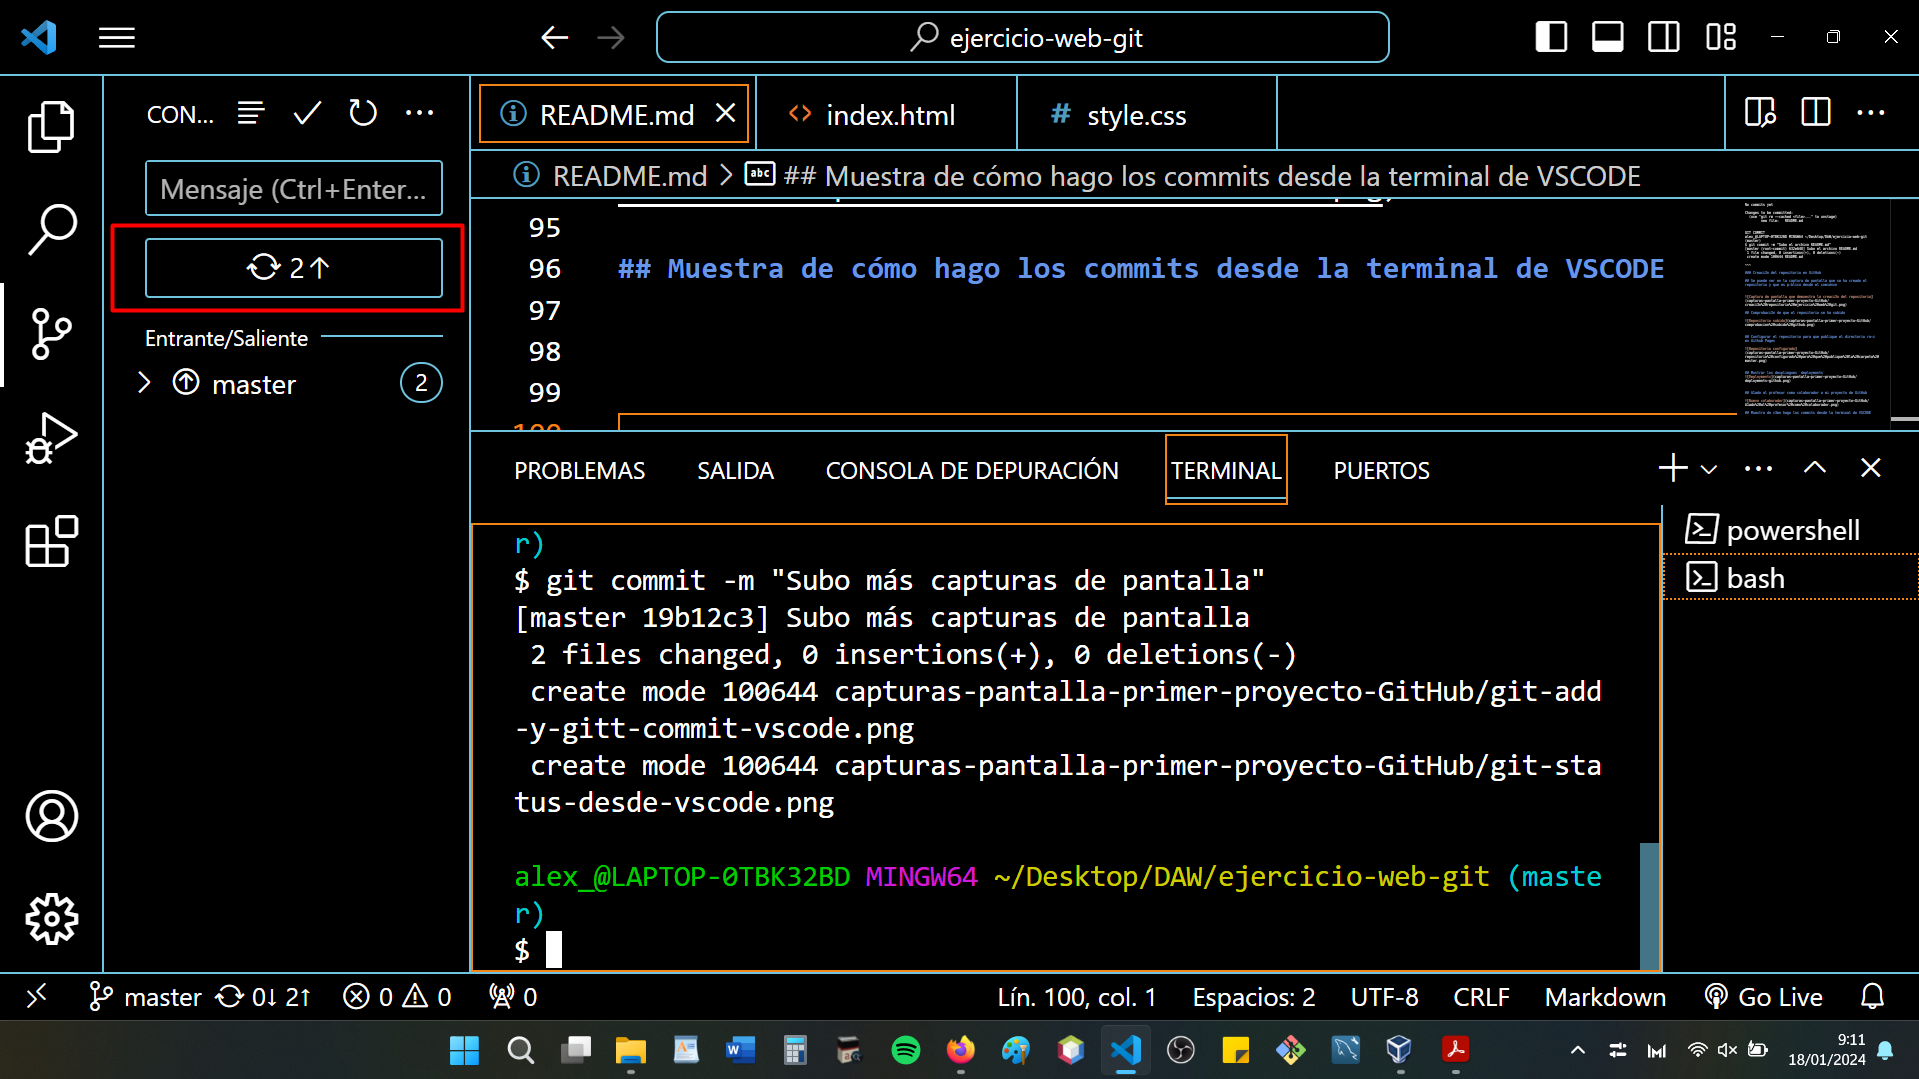 ejercicio-web-git
CON...
README.md
index.html
# style.css
Mensaje (Ctrl+Enter...
2↑
Entrante/Saliente
master
2
README.md > ## Muestra de cómo hago los commits desde la terminal de VSCODE
95
96 ## Muestra de cómo hago los commits desde la terminal de VSCODE
97
98
99
100
PROBLEMAS SALIDA CONSOLA DE DEPURACIÓN TERMINAL PUERTOS
powershell
bash
r)
$ git commit -m "Subo más capturas de pantalla"
[master 19b12c3] Subo más capturas de pantalla
2 files changed, 0 insertions(+), 0 deletions(-)
create mode 100644 capturas-pantalla-primer-proyecto-GitHub/git-add
-y-gitt-commit-vscode.png
create mode 100644 capturas-pantalla-primer-proyecto-GitHub/git-sta
tus-desde-vscode.png
alex_@LAPTOP-0TBK32BD MINGW64 ~/Desktop/DAW/ejercicio-web-git (maste
r)
$
master 0↓ 2↑ 0 0 0 Lín. 100, col. 1 Espacios: 2 UTF-8 CRLF Markdown Go Live
9:11
18/01/2024